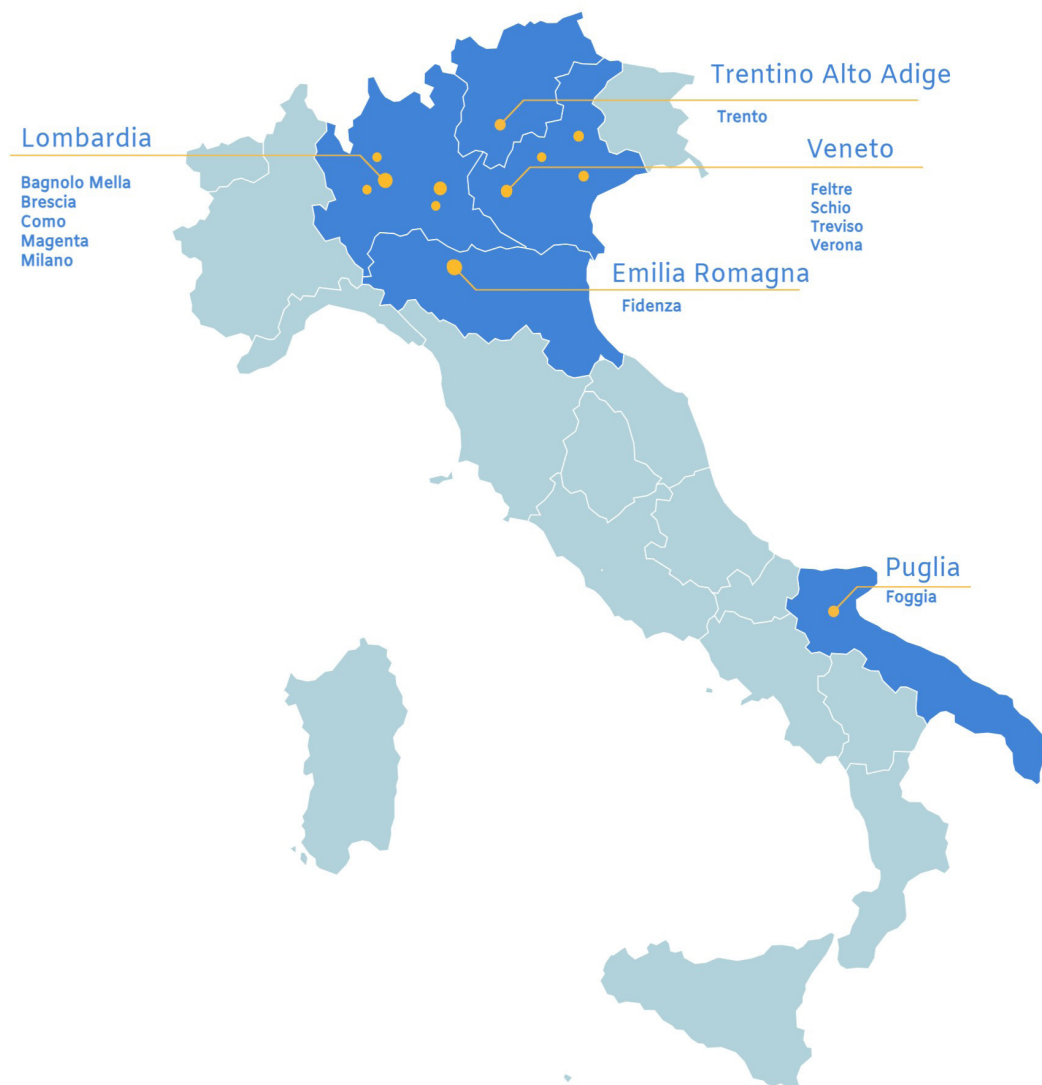 Trentino Alto Adige
Trento
Lombardia
Bagnolo Mella
Brescia
Como
Magenta
Milano
Veneto
Feltre
Schio
Treviso
Verona
Emilia Romagna
Fidenza
Puglia
Foggia